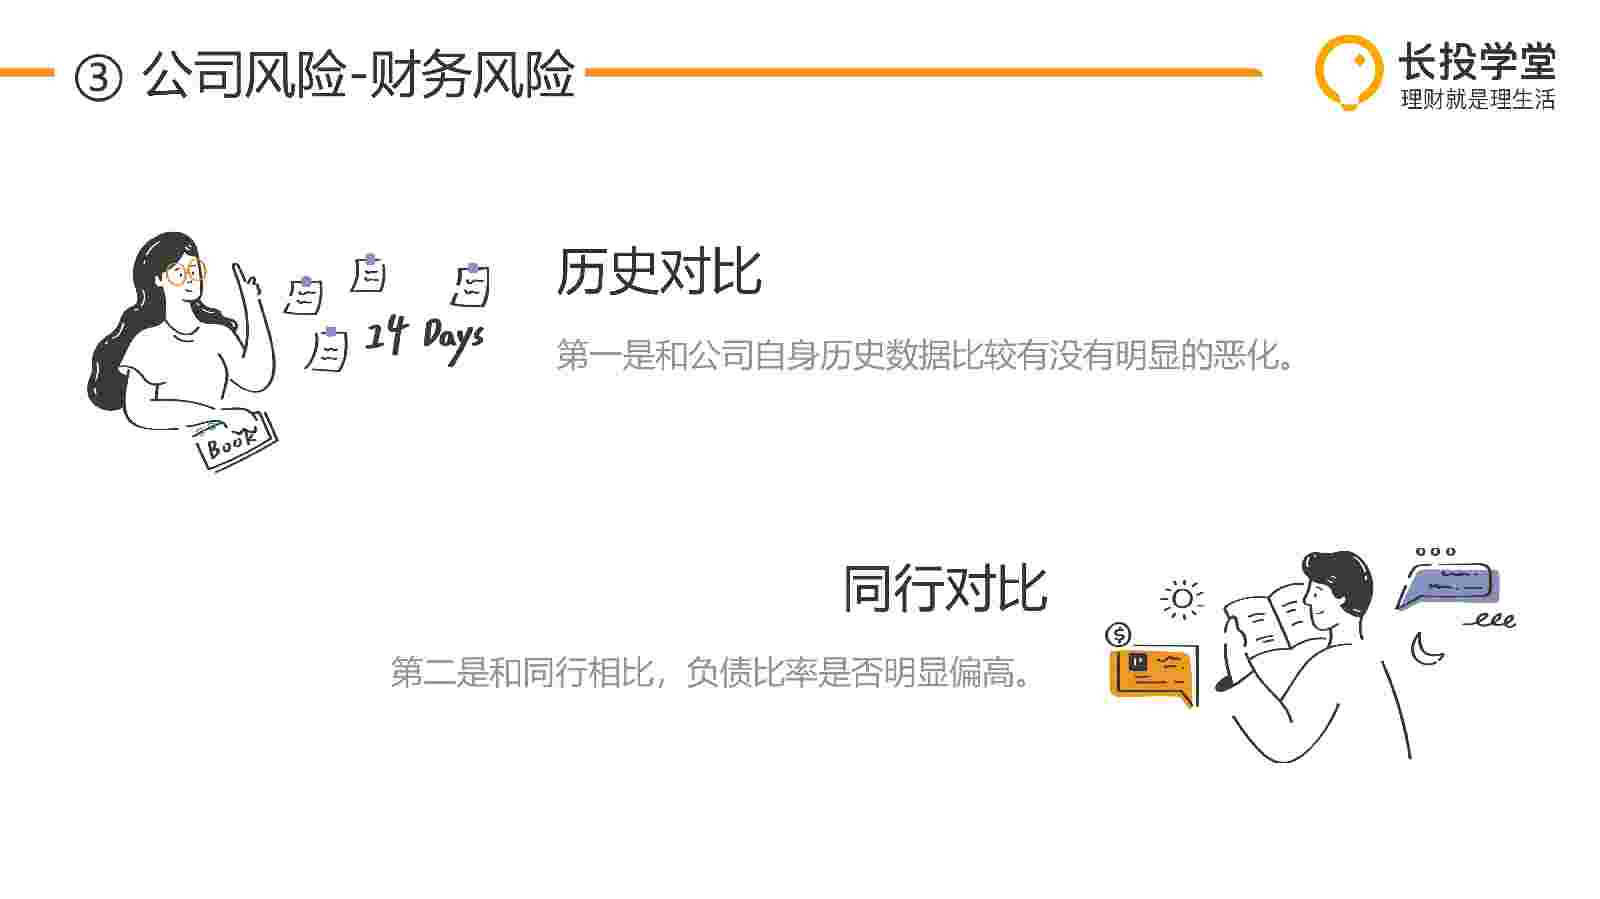 ③ 公司风险-财务风险
长投学堂
理财就是理生活
历史对比
第一是和公司自身历史数据比较有没有明显的恶化。
14 Days
Book
同行对比
第二是和同行相比，负债比率是否明显偏高。
$
eee